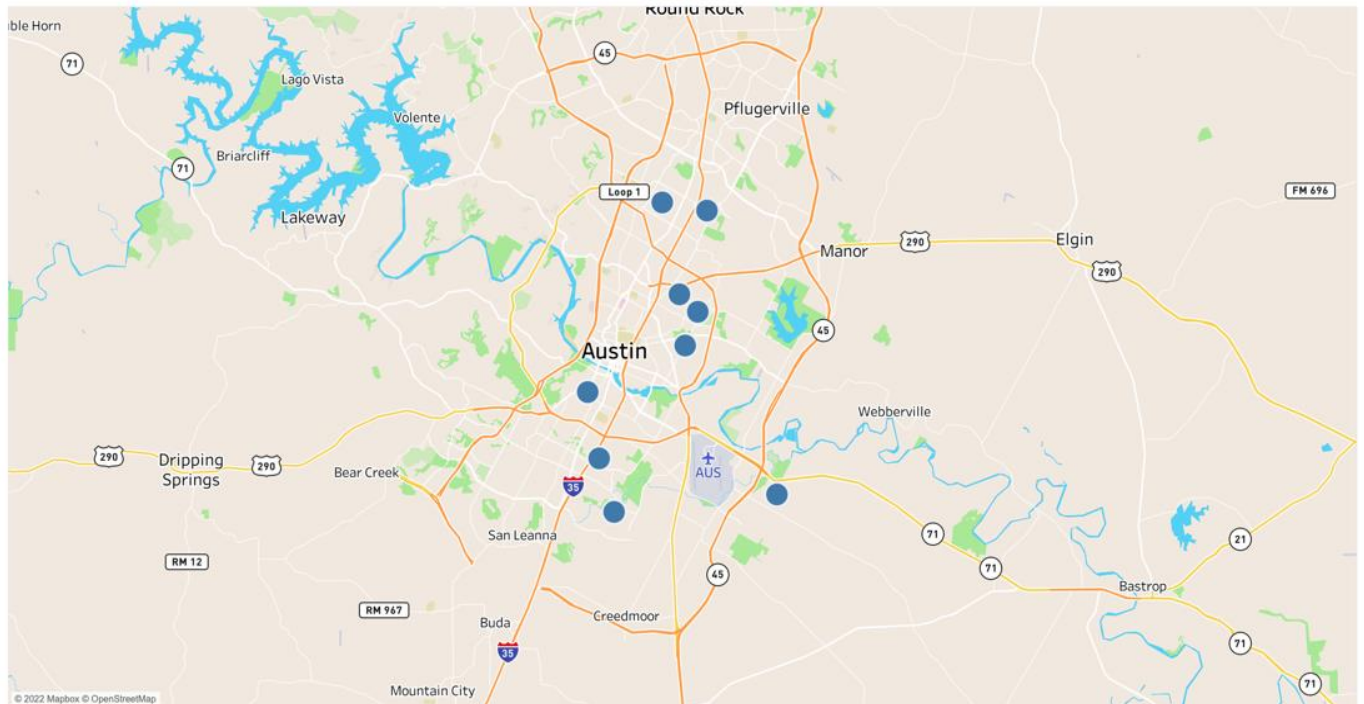 Round Rock
ble Horn
71
45
Lago Vista
Pflugerville
Volente
Briarcliff
71
Loop 1
FM 696
Lakeway
Elgin
290
Manor
290
45
Austin
Webberville
290
Dripping
Springs
290
Bear Creek
AUS
35
San Leanna
71
21
RM 12
71
45
Bastrop
RM 967
Creedmoor
Buda
71
35
Mountain City
71
© 2022 Mapbox © OpenStreetMap